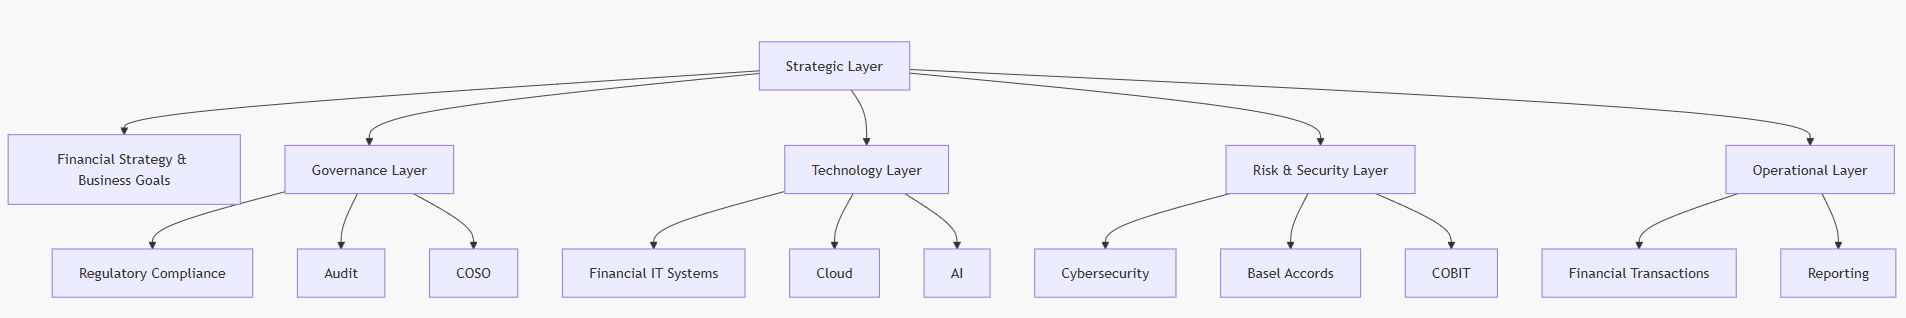 Strategic Layer
Financial Strategy &
Business Goals
Governance Layer
Technology Layer
Risk & Security Layer
Operational Layer
Regulatory Compliance
Audit
COSO
Financial IT Systems
Cloud
AI
Cybersecurity
Basel Accords
COBIT
Financial Transactions
Reporting